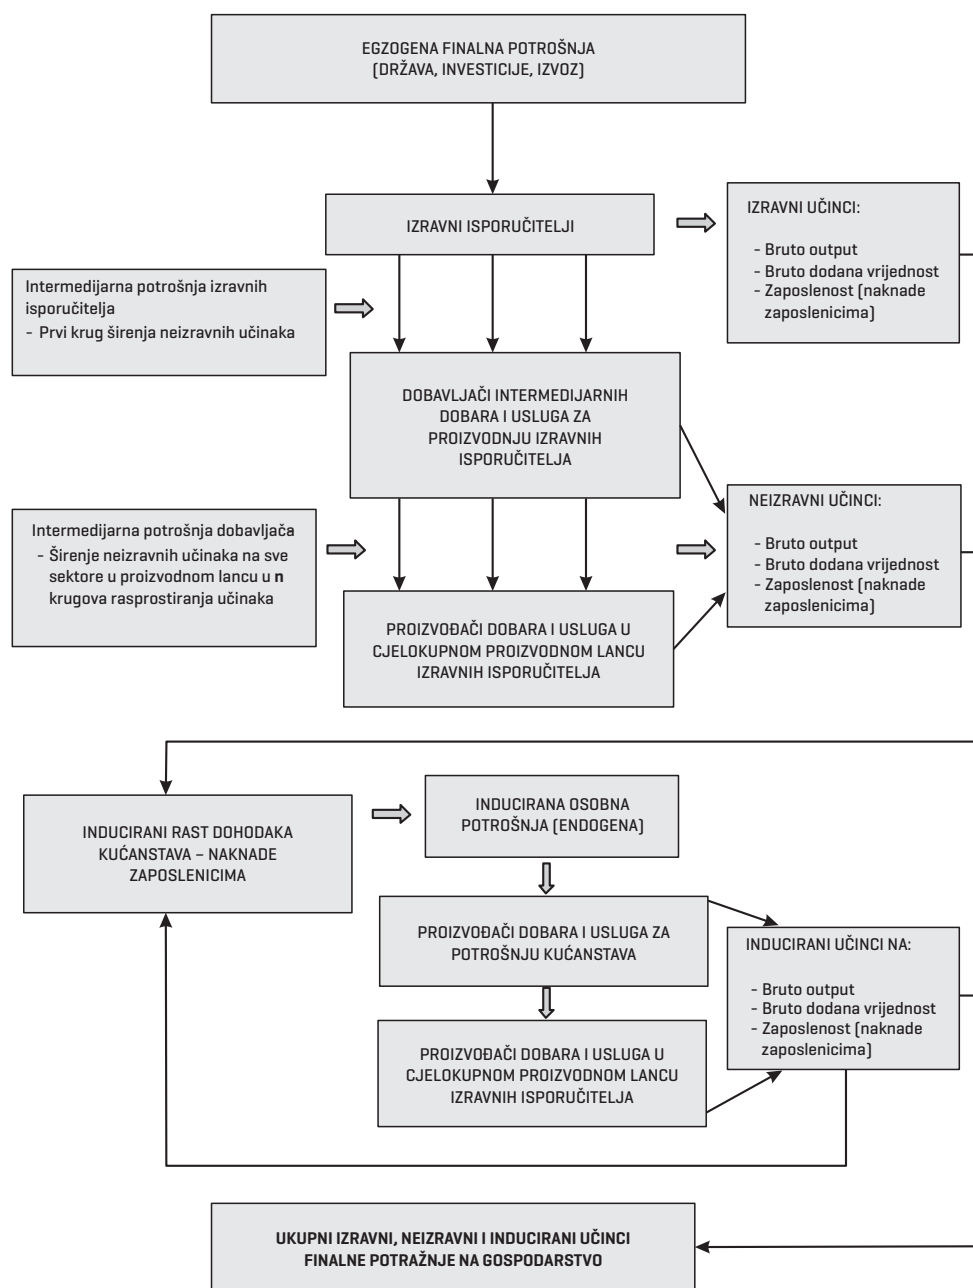 EGZOGENA FINALNA POTROŠNJA
(DRŽAVA, INVESTICIJE, IZVOZ)
IZRAVNI ISPORUČITELJI
IZRAVNI UČINCI:
- Bruto output
- Bruto dodana vrijednost
- Zaposlenost (naknade
zaposlenicima)
Intermedijarna potrošnja izravnih
isporučitelja
- Prvi krug širenja neizravnih učinaka
DOBAVLJAČI INTERMEDIJARNIH
DOBARA I USLUGA ZA
PROIZVODNJU IZRAVNIH
ISPORUČITELJA
NEIZRAVNI UČINCI:
- Bruto output
- Bruto dodana vrijednost
- Zaposlenost (naknade
zaposlenicima)
Intermedijarna potrošnja dobavljača
- Širenje neizravnih učinaka na sve
sektore u proizvodnom lancu u n
krugova rasprostiranja učinaka
PROIZVOĐAČI DOBARA I USLUGA U
CJELOKUPNOM PROIZVODNOM LANCU
IZRAVNIH ISPORUČITELJA
INDUCIRANI RAST DOHODAKA
KUĆANSTAVA – NAKNADE
ZAPOSLENICIMA
INDUCIRANA OSOBNA
POTROŠNJA (ENDOGENA)
PROIZVOĐAČI DOBARA I USLUGA ZA
POTROŠNJU KUĆANSTAVA
INDUCIRANI UČINCI NA:
- Bruto output
- Bruto dodana vrijednost
- Zaposlenost (naknade
zaposlenicima)
PROIZVOĐAČI DOBARA I USLUGA U
CJELOKUPNOM PROIZVODNOM LANCU
IZRAVNIH ISPORUČITELJA
UKUPNI IZRAVNI, NEIZRAVNI I INDUCIRANI UČINCI
FINALNE POTRAŽNJE NA GOSPODARSTVO